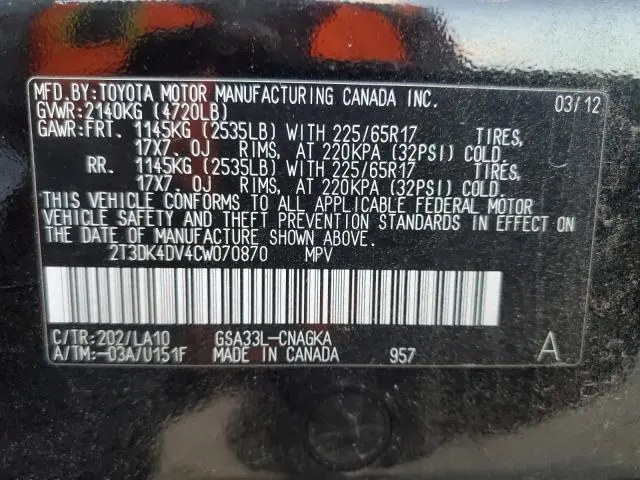 MFD.BY:TOYOTA MOTOR MANUFACTURING CANADA INC. 03/12
GVWR:2140KG (4720LB)
GAWR:FRT. 1145KG (2535LB) WITH 225/65R17 TIRES,
17X7.0J RIMS, AT 220KPA (32PSI) COLD.
RR. 1145KG (2535LB) WITH 225/65R17 TIRES,
17X7.0J RIMS, AT 220KPA (32PSI) COLD.
THIS VEHICLE CONFORMS TO ALL APPLICABLE FEDERAL MOTOR
VEHICLE SAFETY AND THEFT PREVENTION STANDARDS IN EFFECT ON
THE DATE OF MANUFACTURE SHOWN ABOVE.
2T3DK4DV4CW070870 MPV
C/TR:202/LA10 GSA33L-CNAGKA
A/TM:-03A/U151F MADE IN CANADA 957 A